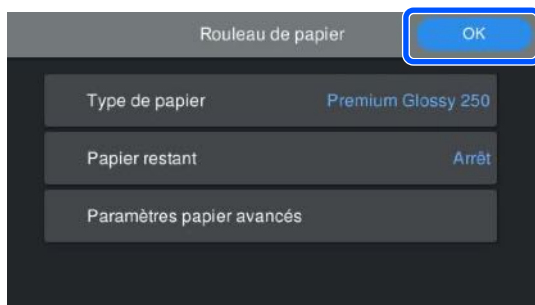 Rouleau de papier OK
Type de papier Premium Glossy 250
Papier restant Arrêt
Paramètres papier avancés